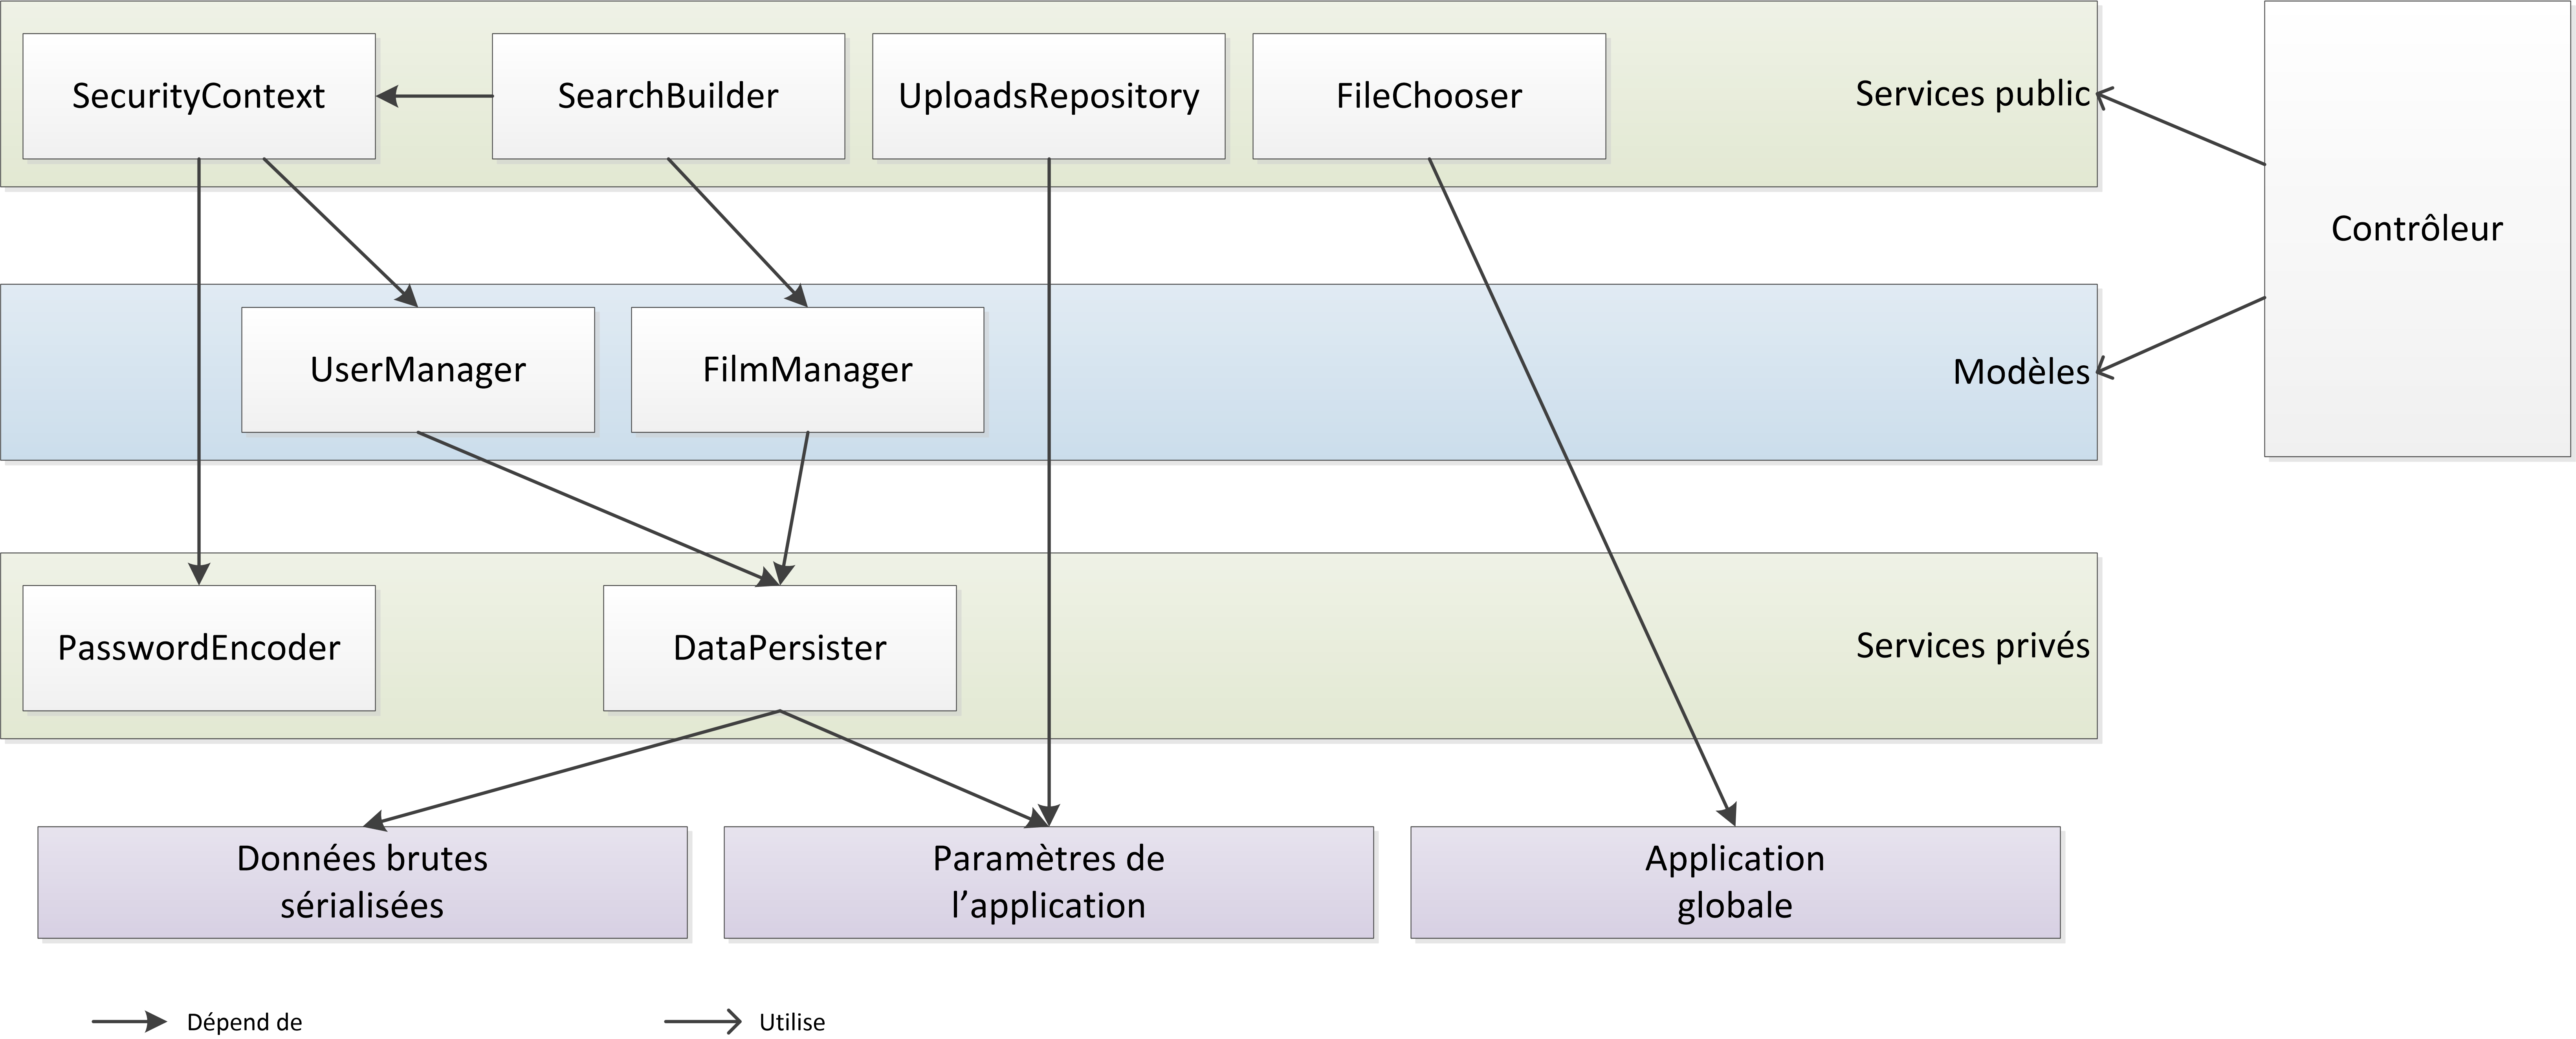 SecurityContext
SearchBuilder
UploadsRepository
FileChooser
Services public
Contrôleur
UserManager
FilmManager
Modèles
PasswordEncoder
DataPersister
Services privés
Données brutes
sérialisées
Paramètres de
l’application
Application
globale
Dépend de
Utilise